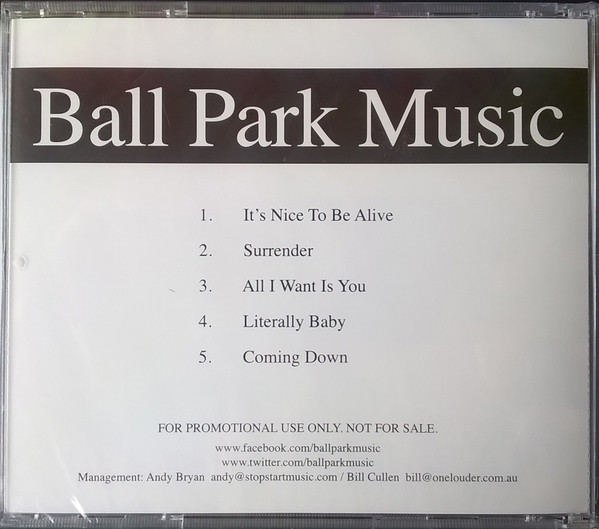 Ball Park Music
1. It's Nice To Be Alive
2. Surrender
3. All I Want Is You
4. Literally Baby
5. Coming Down
FOR PROMOTIONAL USE ONLY. NOT FOR SALE.
www.facebook.com/ballparkmusic
www.twitter.com/ballparkmusic
Management: Andy Bryan andy@stopstartmusic.com / Bill Cullen bill@onelouder.com.au